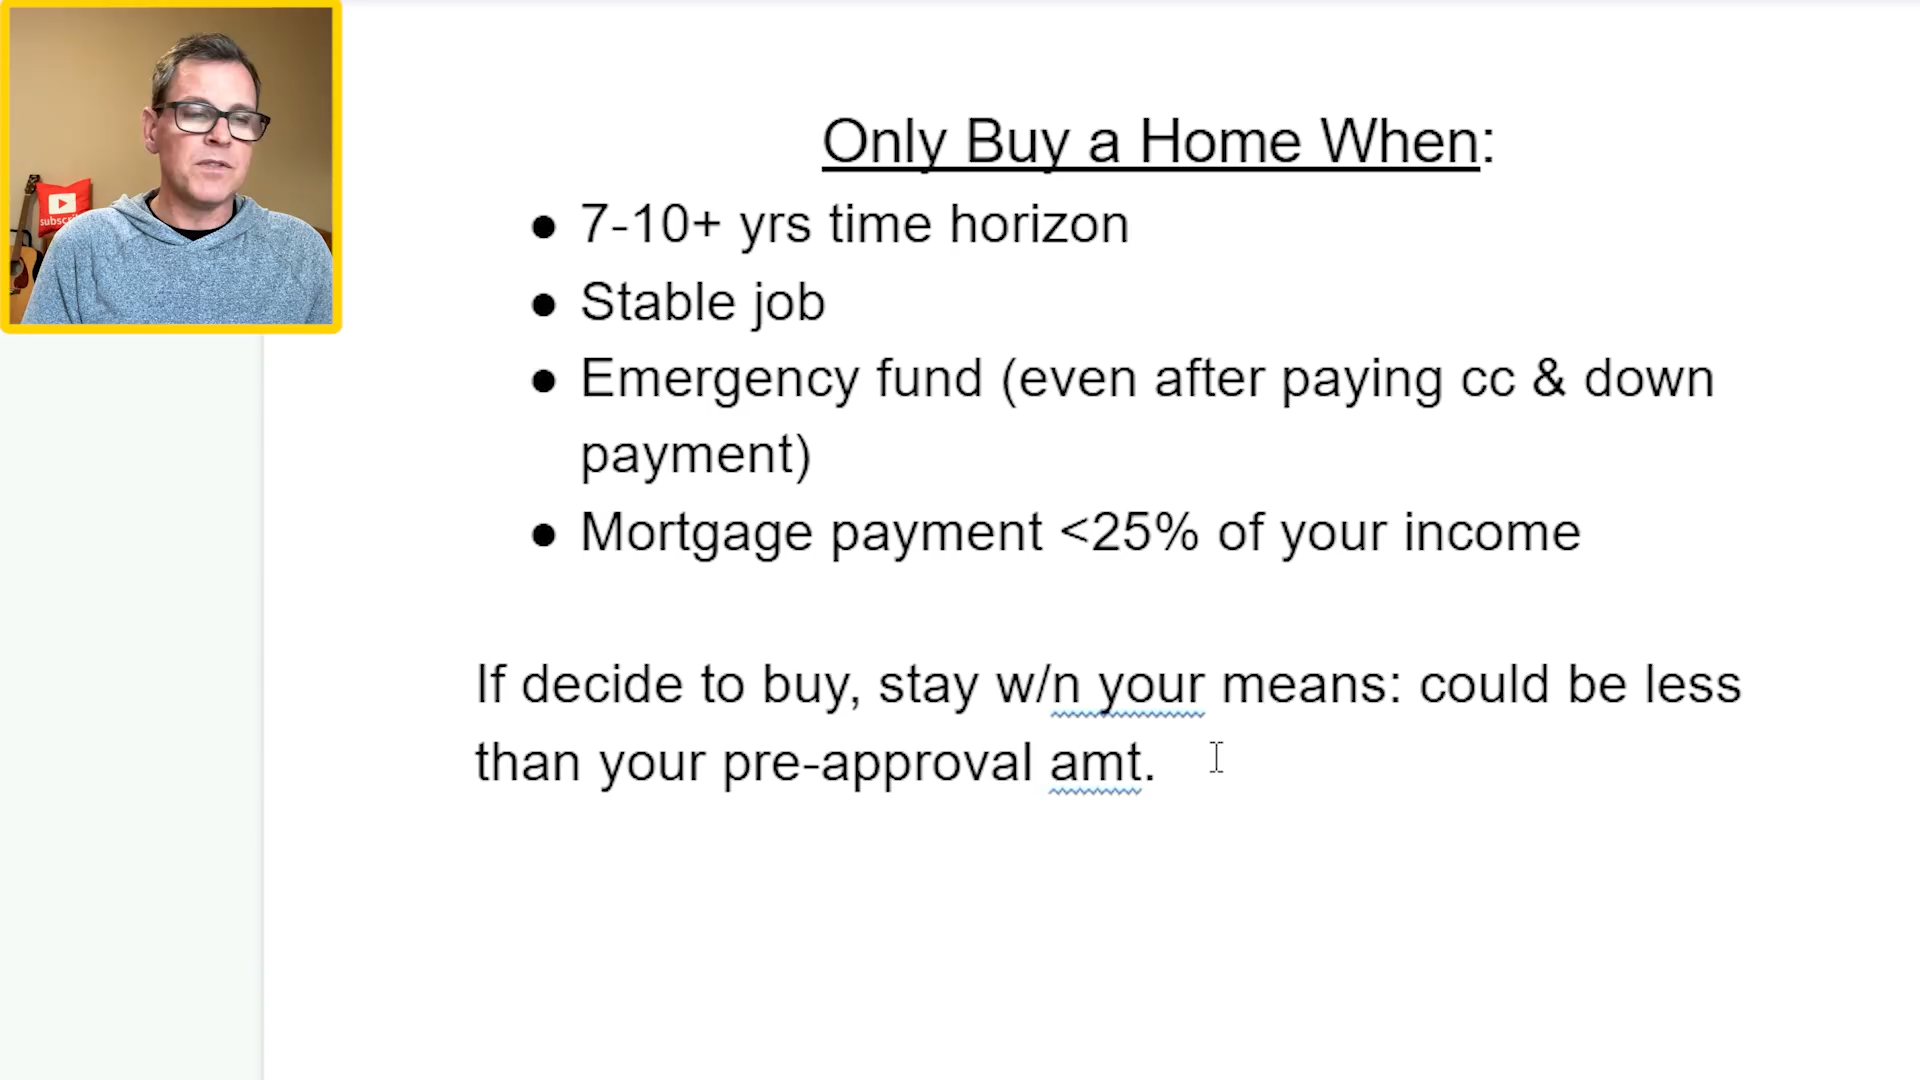 Only Buy a Home When:
● 7-10+ yrs time horizon
● Stable job
● Emergency fund (even after paying cc & down
payment)
● Mortgage payment <25% of your income
If decide to buy, stay w/n your means: could be less
than your pre-approval amt.